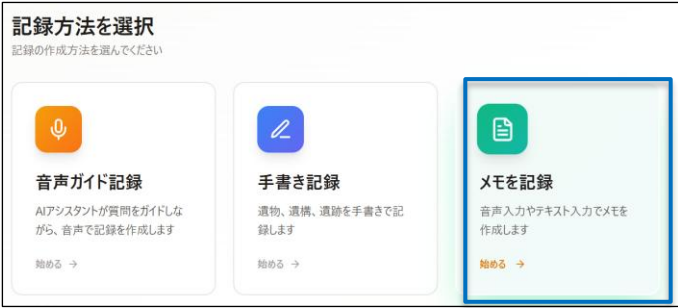 記録方法を選択
記録の作成方法を選んでください
音声ガイド記録
AIアシスタントが質問をガイドしな
がら、音声で記録を作成します
始める →
手書き記録
遺物、遺構、遺跡を手書きで記
録します
始める →
メモを記録
音声入力やテキスト入力でメモを
作成します
始める →